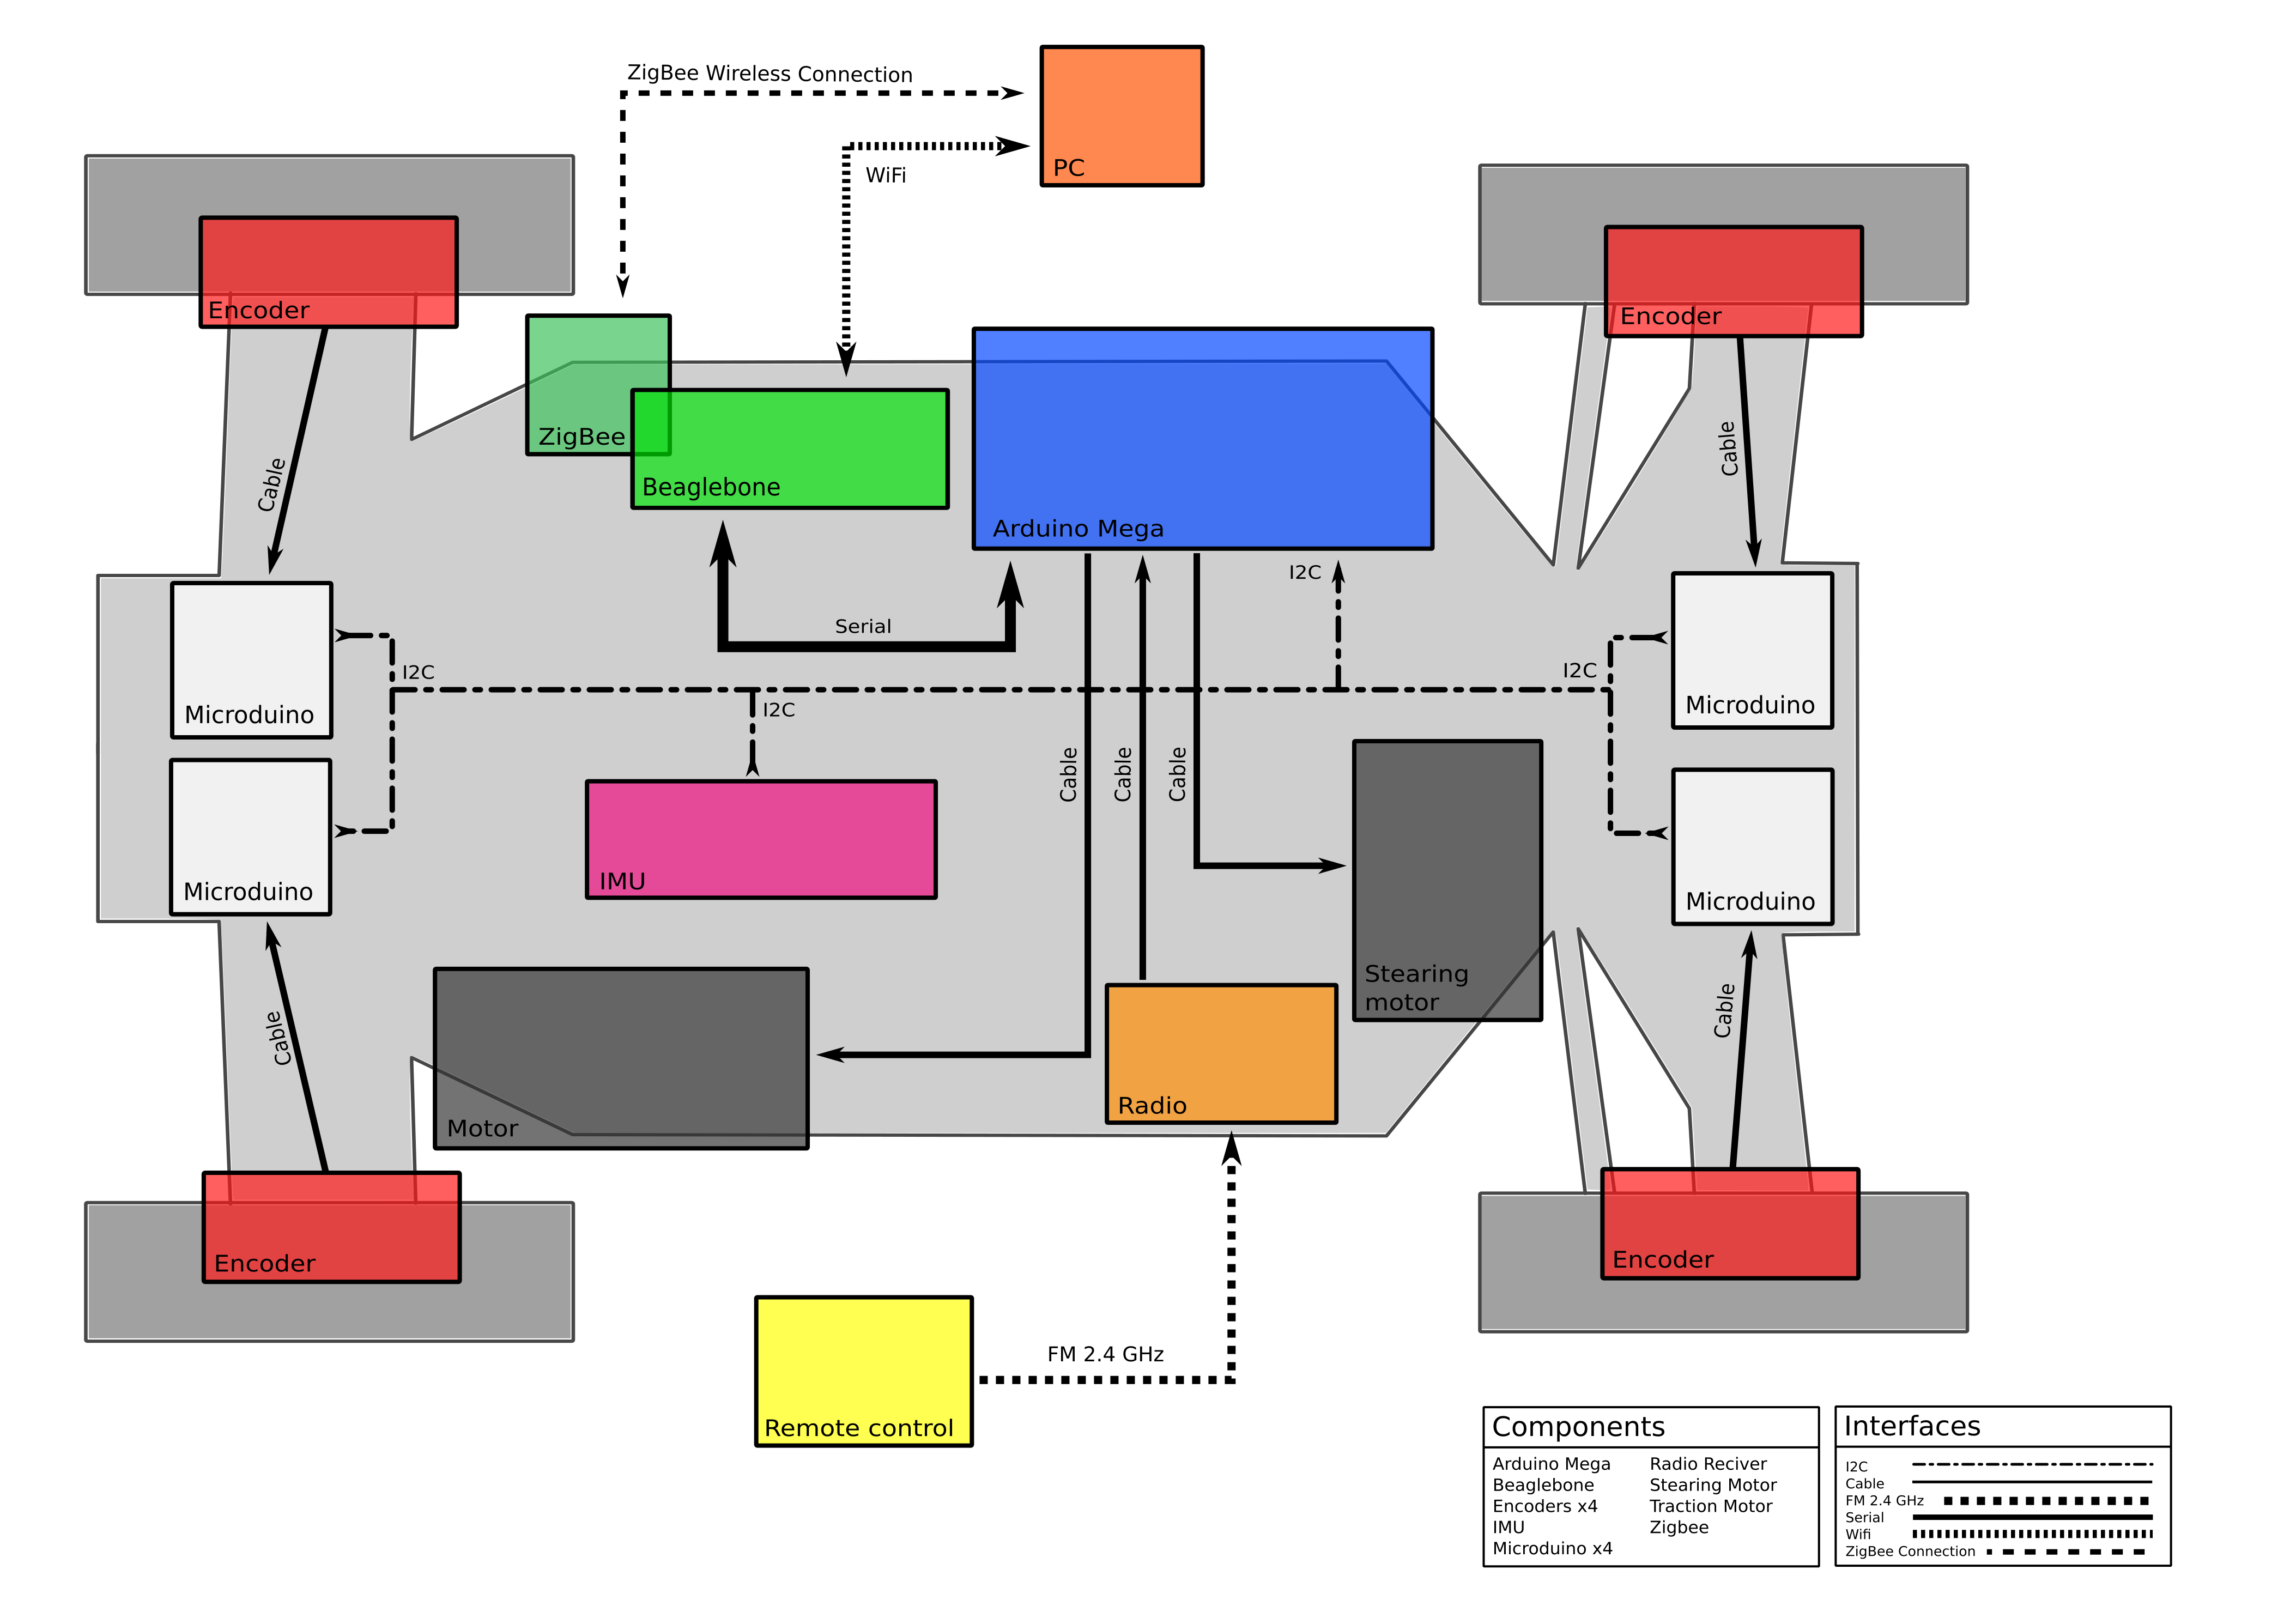 ZigBee Wireless Connection
PC
WiFi
Encoder
Encoder
Cable
Cable
ZigBee
Beaglebone
Arduino Mega
I2C
Serial
I2C
I2C
I2C
Microduino
Microduino
Cable
Cable
Cable
IMU
Microduino
Microduino
Stearing
motor
Cable
Cable
Motor
Radio
Encoder
Encoder
FM 2.4 GHz
Remote control
Components
Arduino Mega
Beaglebone
Encoders x4
IMU
Microduino x4
Radio Reciver
Stearing Motor
Traction Motor
Zigbee
Interfaces
I2C
Cable
FM 2.4 GHz
Serial
Wifi
ZigBee Connection